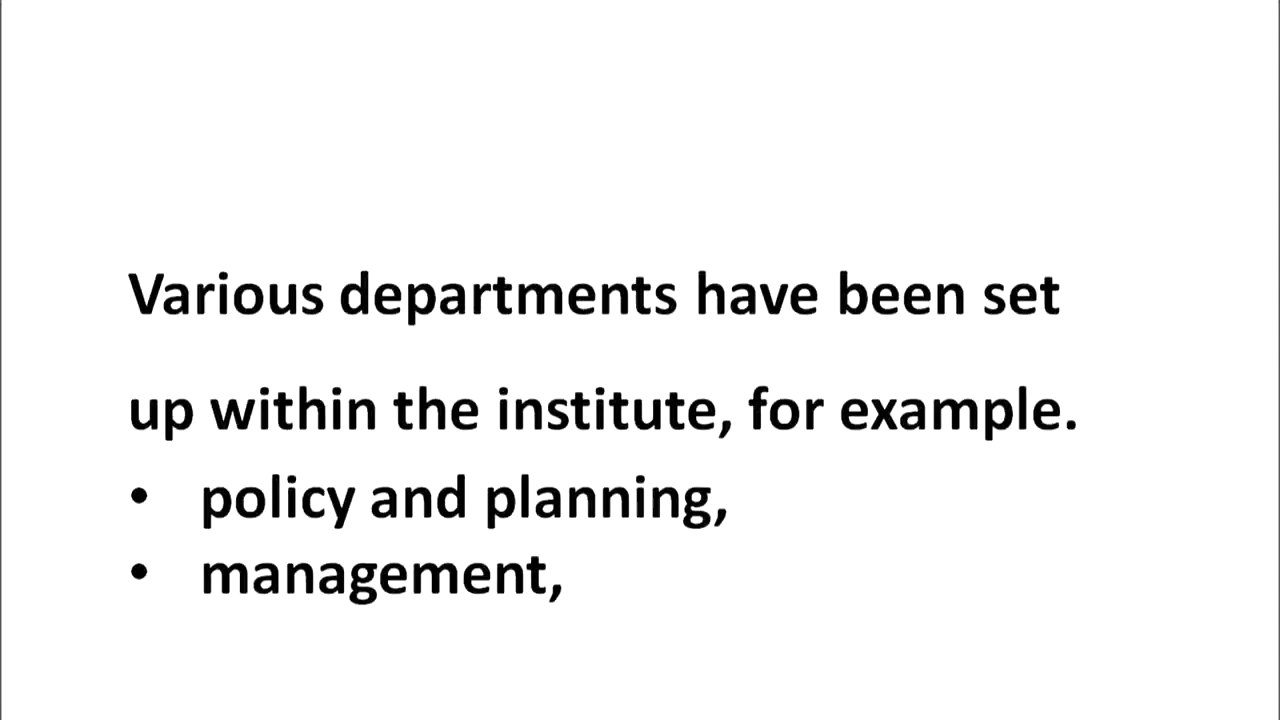 Various departments have been set
up within the institute, for example.
• policy and planning,
• management,